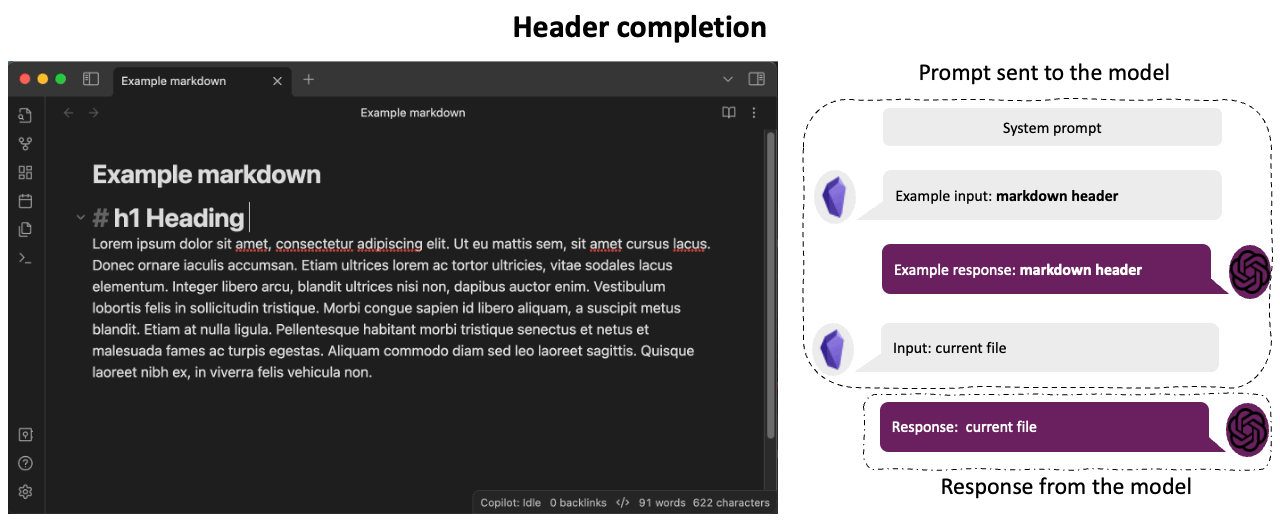 Header completion
Example markdown
Example markdown
Example markdown
# h1 Heading
Lorem ipsum dolor sit amet, consectetur adipiscing elit. Ut eu mattis sem, sit amet cursus lacus.
Donec ornare iaculis accumsan. Etiam ultrices lorem ac tortor ultricies, vitae sodales lacus
elementum. Integer libero arcu, blandit ultrices nisi non, dapibus auctor enim. Vestibulum
lobortis felis in sollicitudin tristique. Morbi congue sapien id libero aliquam, a suscipit metus
blandit. Etiam at nulla ligula. Pellentesque habitant morbi tristique senectus et netus et
malesuada fames ac turpis egestas. Aliquam commodo diam sed leo laoreet sagittis. Quisque
laoreet nibh ex, in viverra felis vehicula non.
Copilot: Idle 0 backlinks </> 91 words 622 characters
Prompt sent to the model
System prompt
Example input: markdown header
Example response: markdown header
Input: current file
Response: current file
Response from the model